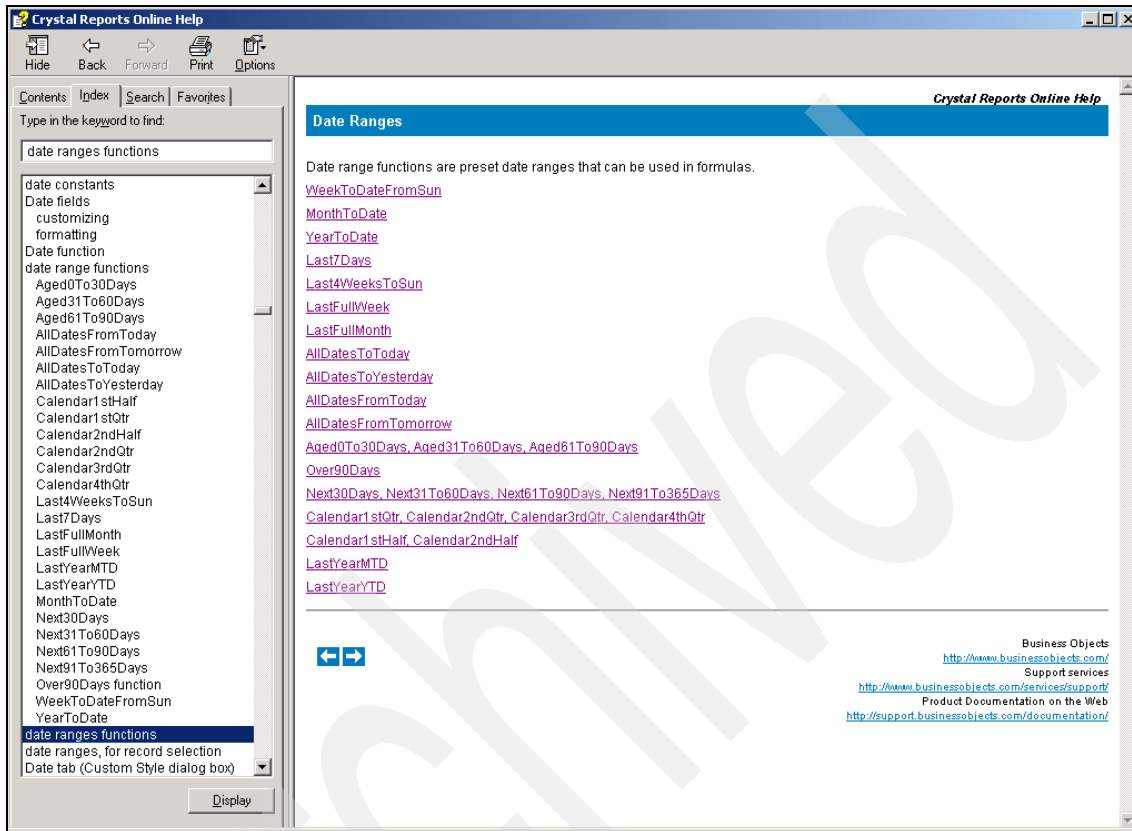 Crystal Reports Online Help
Hide Back Forward Print Options
Contents Index Search Favorites
Type in the keyword to find:
date ranges functions
date constants
Date fields
customizing
formatting
Date function
date range functions
Aged0To30Days
Aged31To60Days
Aged61To90Days
AllDatesFromToday
AllDatesFromTomorrow
AllDatesToToday
AllDatesToYesterday
Calendar1stHalf
Calendar1stQtr
Calendar2ndHalf
Calendar2ndQtr
Calendar3rdQtr
Calendar4thQtr
Last4WeeksToSun
Last7Days
LastFullMonth
LastFullWeek
LastYearMTD
LastYearYTD
MonthToDate
Next30Days
Next31To60Days
Next61To90Days
Next91To365Days
Over90Days function
WeekToDateFromSun
YearToDate
date ranges functions
date ranges, for record selection
Date tab (Custom Style dialog box)
Display
Crystal Reports Online Help
Date Ranges
Date range functions are preset date ranges that can be used in formulas.
WeekToDateFromSun
MonthToDate
YearToDate
Last7Days
Last4WeeksToSun
LastFullWeek
LastFullMonth
AllDatesToToday
AllDatesToYesterday
AllDatesFromToday
AllDatesFromTomorrow
Aged0To30Days, Aged31To60Days, Aged61To90Days
Over90Days
Next30Days, Next31To60Days, Next61To90Days, Next91To365Days
Calendar1stQtr, Calendar2ndQtr, Calendar3rdQtr, Calendar4thQtr
Calendar1stHalf, Calendar2ndHalf
LastYearMTD
LastYearYTD
Business Objects
http://www.businessobjects.com/
Support services
http://www.businessobjects.com/services/support/
Product Documentation on the Web
http://support.businessobjects.com/documentation/